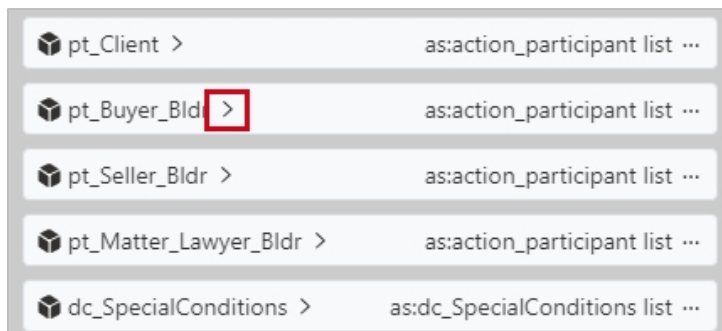 pt_Client > as:action_participant list ···
pt_Buyer_Bldr > as:action_participant list ···
pt_Seller_Bldr > as:action_participant list ···
pt_Matter_Lawyer_Bldr > as:action_participant list ···
dc_SpecialConditions > as:dc_SpecialConditions list ···